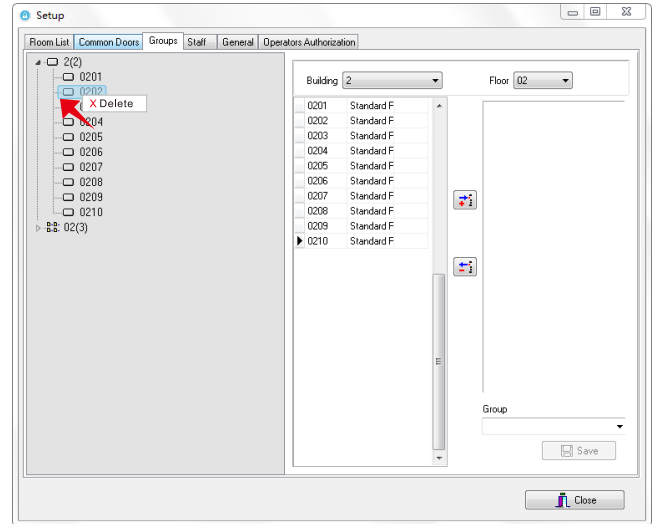 Setup
Room List Common Doors Groups Staff General Operators Authorization
2(2)
0201
0202
X Delete
0204
0205
0206
0207
0208
0209
0210
02(3)
Building 2 Floor 02
0201 Standard F
0202 Standard F
0203 Standard F
0204 Standard F
0205 Standard F
0206 Standard F
0207 Standard F
0208 Standard F
0209 Standard F
0210 Standard F
Group
Save
Close